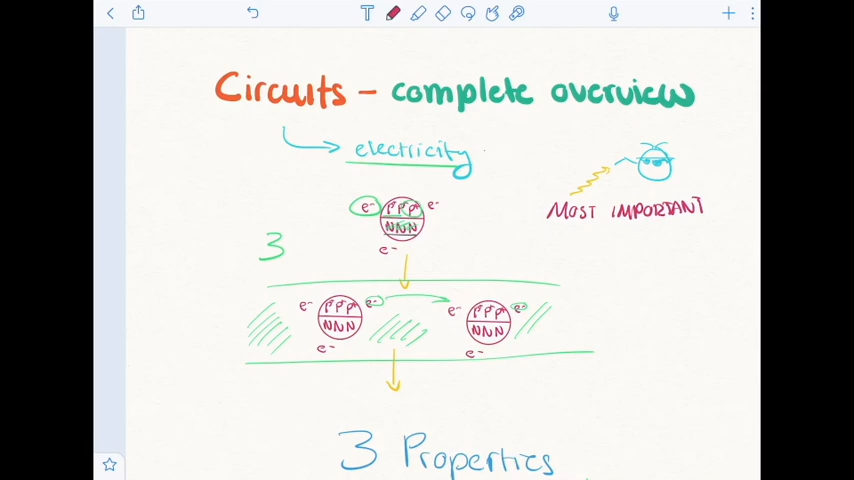 Circuits - complete overview
electricity
MOST IMPORTANT
e- P+ P+ P+ e-
N N N
e-
3
e- P+ P+ P+ e- e- P+ P+ P+ e-
N N N N N N
e- e-
3 Properties